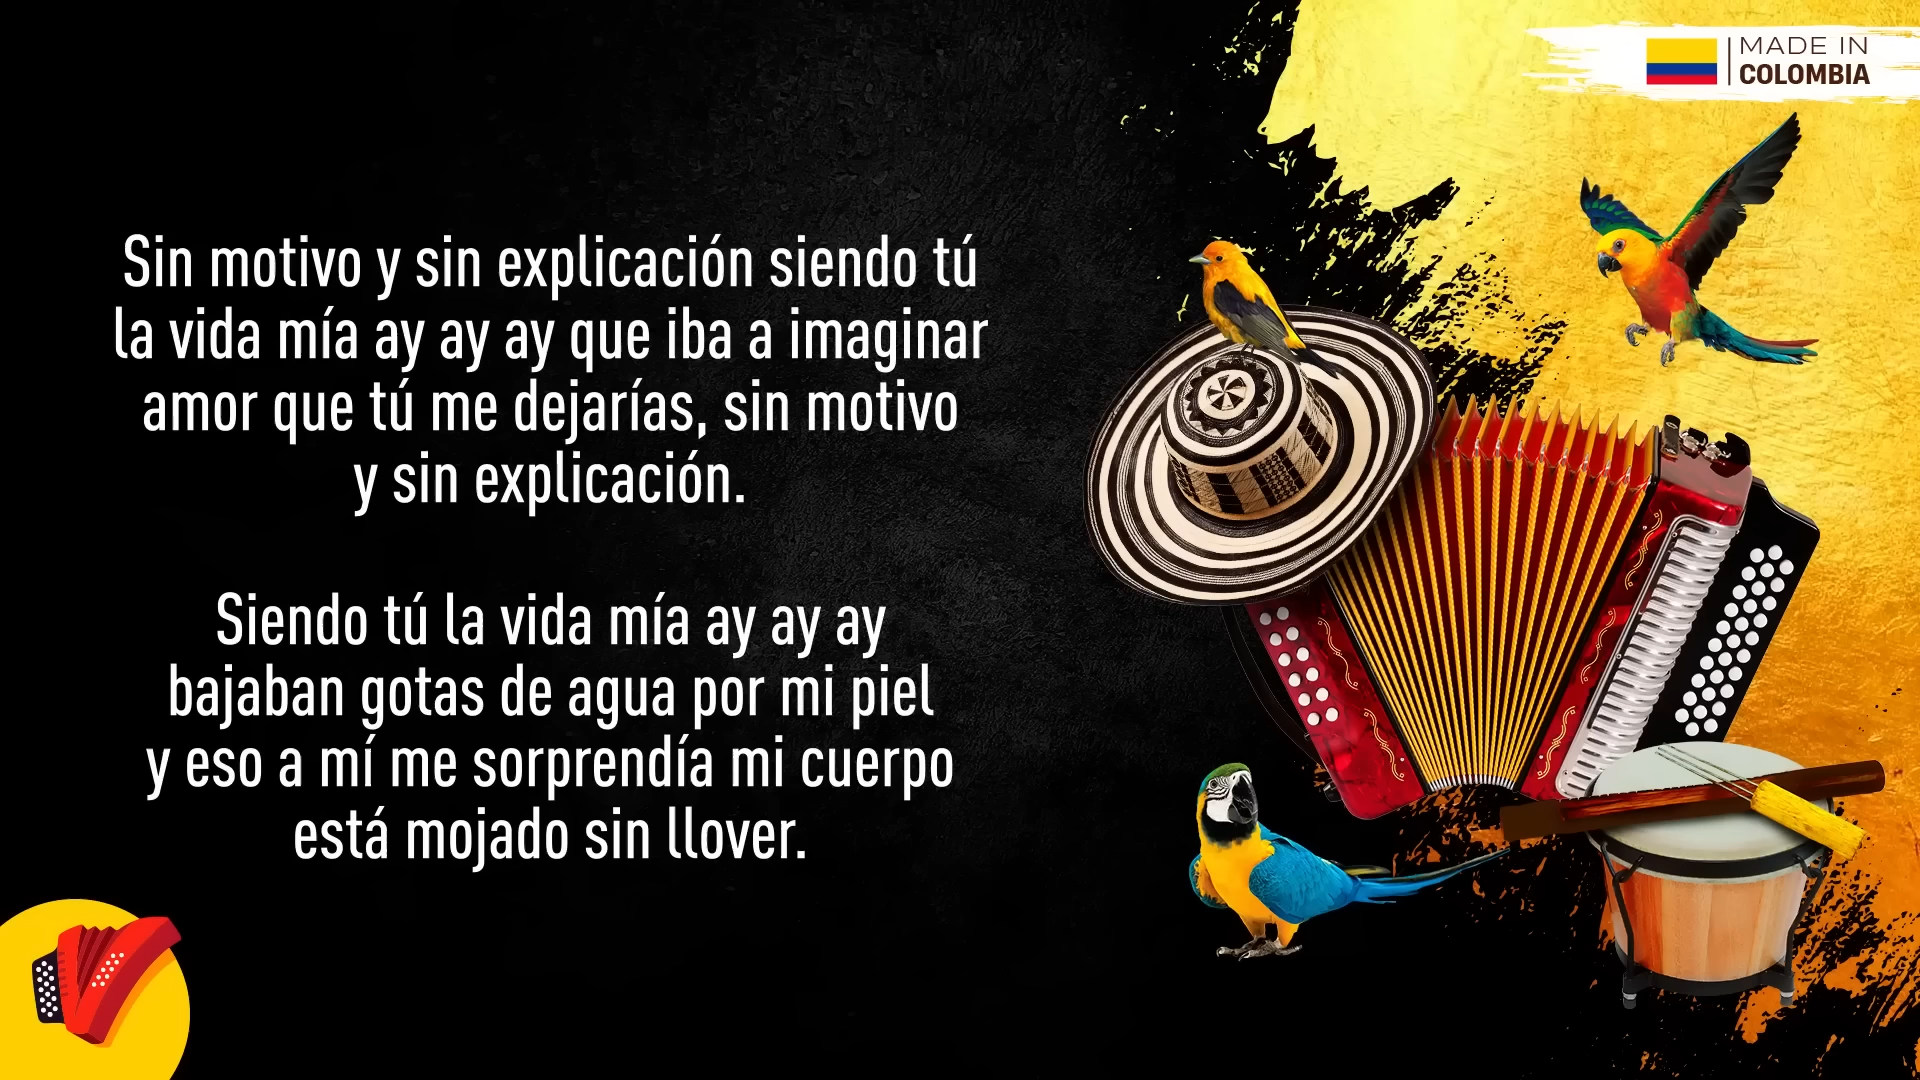 MADE IN
COLOMBIA
Sin motivo y sin explicación siendo tú
la vida mía ay ay ay que iba a imaginar
amor que tú me dejarías, sin motivo
y sin explicación.
Siendo tú la vida mía ay ay ay
bajaban gotas de agua por mi piel
y eso a mí me sorprendía mi cuerpo
está mojado sin llover.